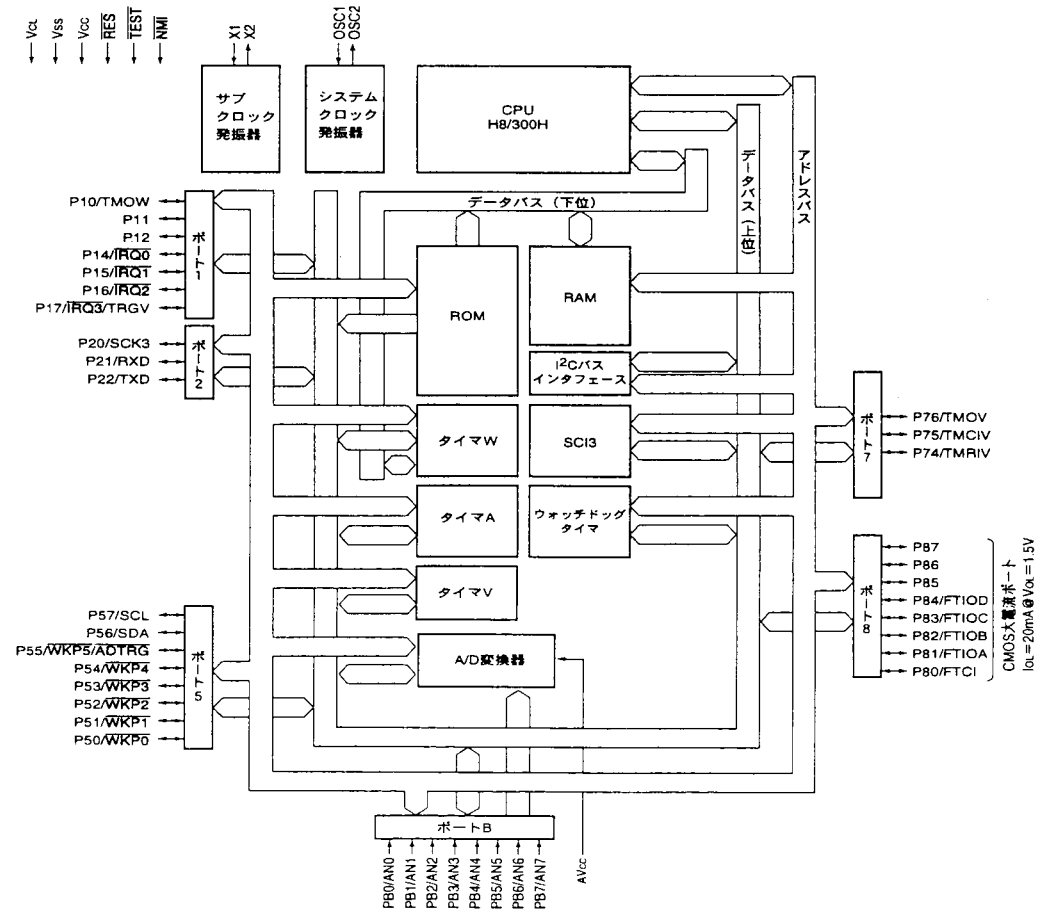 VCL
VSS
VCC
RES
TEST
NMI
X1
X2
OSC1
OSC2
サブ
クロック
発振器
システム
クロック
発振器
CPU
H8/300H
アドレスバス
データバス(上位)
データバス(下位)
P10/TMOW
P11
P12
P14/IRQ0
P15/IRQ1
P16/IRQ2
P17/IRQ3/TRGV
ポート1
P20/SCK3
P21/RXD
P22/TXD
ポート2
ROM
RAM
I²Cバス
インタフェース
タイマW
SCI3
タイマA
ウォッチドッグ
タイマ
タイマV
A/D変換器
ポート7
P76/TMOV
P75/TMCIV
P74/TMRIV
ポート8
P87
P86
P85
P84/FTIOD
P83/FTIOC
P82/FTIOB
P81/FTIOA
P80/FTCI
CMOS大電流ポート
IOL=20mA@VOL=1.5V
P57/SCL
P56/SDA
P55/WKP5/ADTRG
P54/WKP4
P53/WKP3
P52/WKP2
P51/WKP1
P50/WKP0
ポート5
ポートB
PB0/AN0
PB1/AN1
PB2/AN2
PB3/AN3
PB4/AN4
PB5/AN5
PB6/AN6
PB7/AN7
AVCC